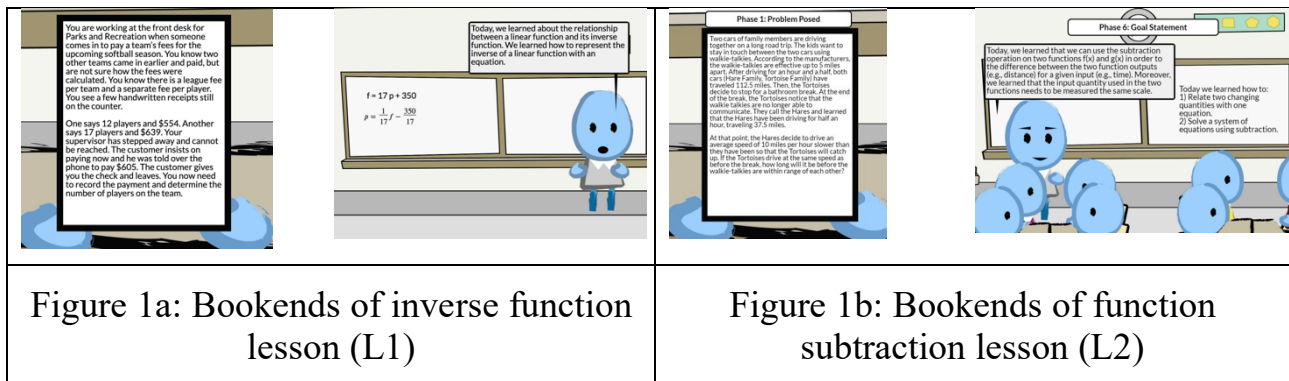 You are working at the front desk for
Parks and Recreation when someone
comes in to pay a team's fees for the
upcoming softball season. You know two
other teams came in earlier and paid, but
are not sure how the fees were
calculated. You know there is a league fee
per team and a separate fee per player.
You see a few handwritten receipts still
on the counter.
One says 12 players and $554. Another
says 17 players and $639. Your
supervisor has stepped away and cannot
be reached. The customer insists on
paying now and he was told over the
phone to pay $605. The customer gives
you the check and leaves. You now need
to record the payment and determine the
number of players on the team.
Today, we learned about the relationship
between a linear function and its inverse
function. We learned how to represent the
inverse of a linear function with an
equation.
f = 17 p + 350
p = 1/17 f − 350/17
Phase 1: Problem Posed
Two cars of family members are driving
together on a long road trip. The kids want to
stay in touch between the two cars using
walkie-talkies. According to the manufacturers,
the walkie-talkies are effective up to 5 miles
apart. After driving for an hour and a half, both
cars (Hare Family, Tortoise Family) have
traveled 112.5 miles. Then, the Tortoises
decide to stop for a bathroom break. At the end
of the break, the Tortoises notice that the
walkie talkies are no longer able to
communicate. They call the Hares and learned
that the Hares have been driving for half an
hour, traveling 37.5 miles.
At that point, the Hares decide to drive an
average speed of 10 miles per hour slower than
they have been so that the Tortoises will catch
up. If the Tortoises drive at the same speed as
before the break, how long will it be before the
walkie-talkies are within range of each other?
Phase 6: Goal Statement
Today, we learned that we can use the subtraction
operation on two functions f(x) and g(x) in order to
the difference between the two function outputs
(e.g., distance) for a given input (e.g., time). Moreover,
we learned that the input quantity used in the two
functions needs to be measured the same scale.
Today we learned how to:
1) Relate two changing
quantities with one
equation.
2) Solve a system of
equations using subtraction.
Figure 1a: Bookends of inverse function
lesson (L1)
Figure 1b: Bookends of function
subtraction lesson (L2)